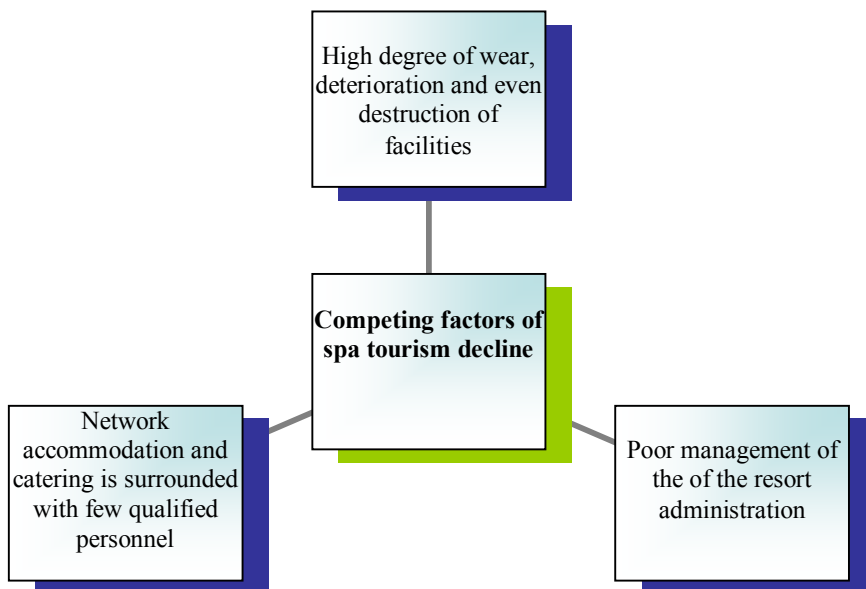 High degree of wear,
deterioration and even
destruction of
facilities
Competing factors of
spa tourism decline
Network
accommodation and
catering is surrounded
with few qualified
personnel
Poor management of
the of the resort
administration